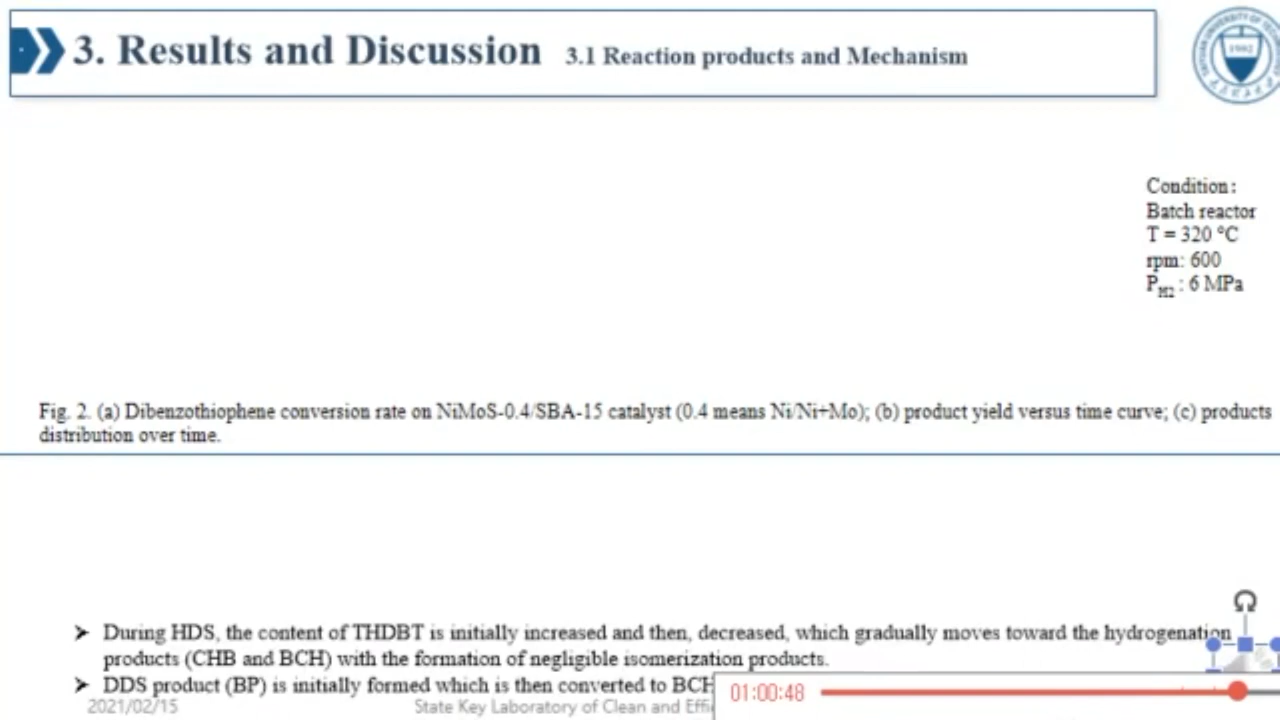 3. Results and Discussion 3.1 Reaction products and Mechanism
1902
Condition:
Batch reactor
T = 320 °C
rpm: 600
P_H2 : 6 MPa
Fig. 2. (a) Dibenzothiophene conversion rate on NiMoS-0.4/SBA-15 catalyst (0.4 means Ni/Ni+Mo); (b) product yield versus time curve; (c) products
distribution over time.
➢ During HDS, the content of THDBT is initially increased and then, decreased, which gradually moves toward the hydrogenation
products (CHB and BCH) with the formation of negligible isomerization products.
➢ DDS product (BP) is initially formed which is then converted to BCH
2021/02/15
State Key Laboratory of Clean and Effi
01:00:48